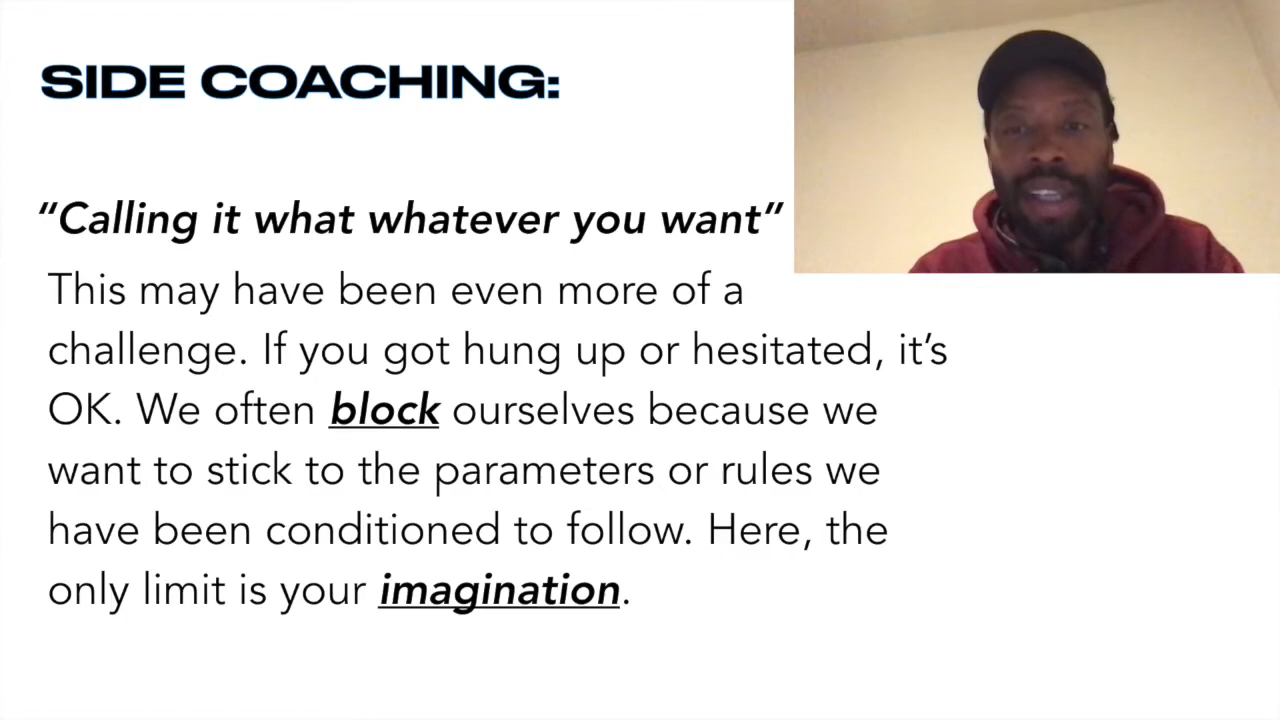 SIDE COACHING:
“Calling it what whatever you want”
This may have been even more of a
challenge. If you got hung up or hesitated, it’s
OK. We often block ourselves because we
want to stick to the parameters or rules we
have been conditioned to follow. Here, the
only limit is your imagination.